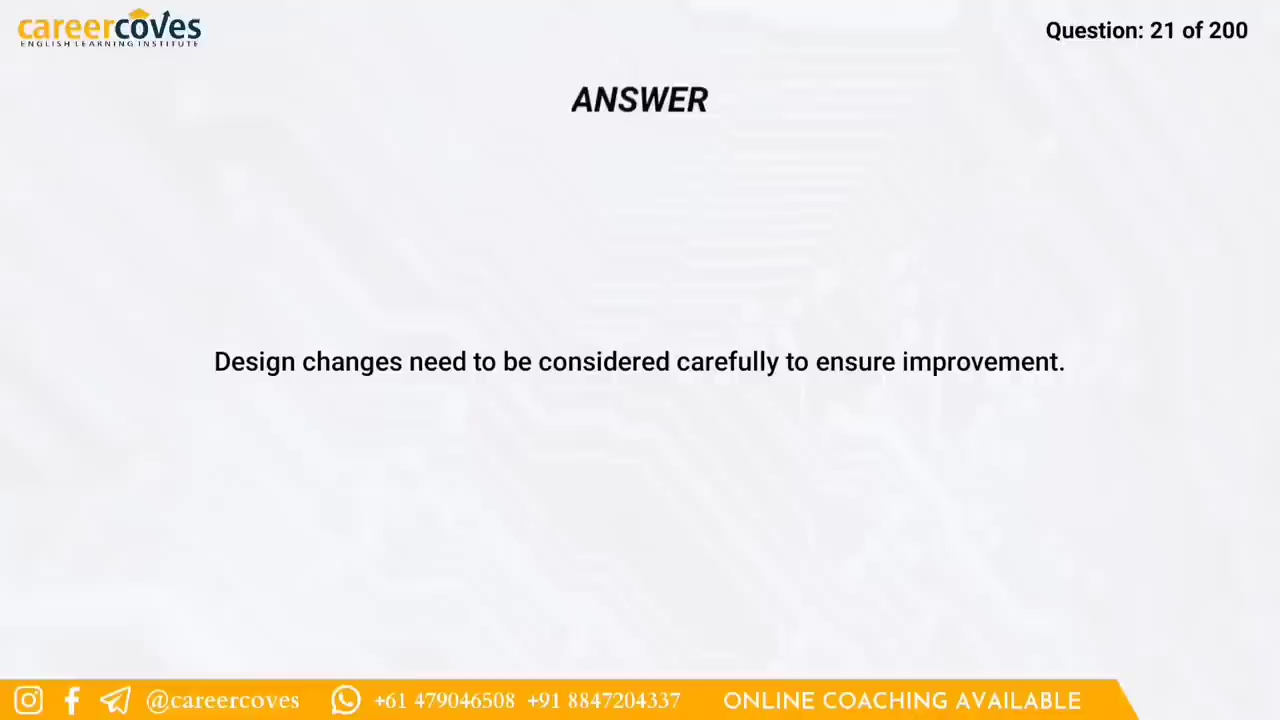 careercoves
ENGLISH LEARNING INSTITUTE
Question: 21 of 200
ANSWER
Design changes need to be considered carefully to ensure improvement.
@careercoves +61 479046508 +91 8847204337 ONLINE COACHING AVAILABLE